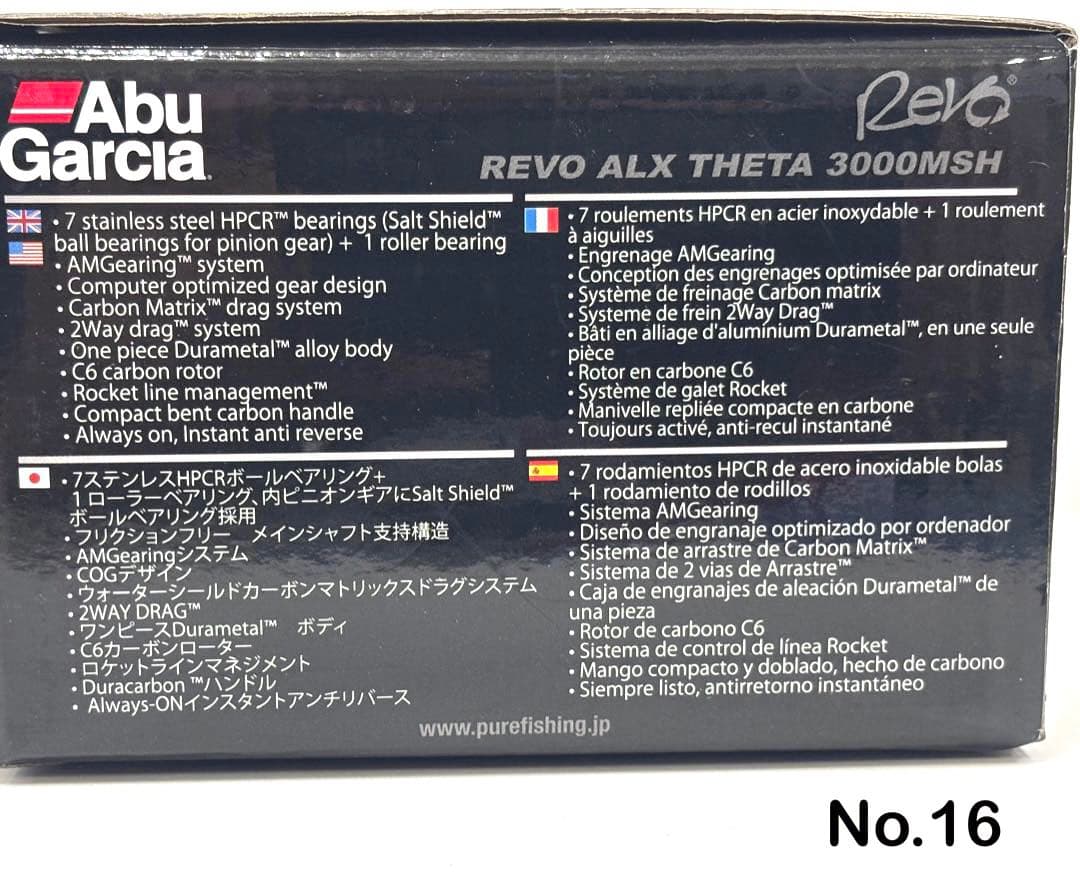 Abu
Garcia
Revo®
REVO ALX THETA 3000MSH
• 7 stainless steel HPCR™ bearings (Salt Shield™
ball bearings for pinion gear) + 1 roller bearing
• AMGearing™ system
• Computer optimized gear design
• Carbon Matrix™ drag system
• 2Way drag™ system
• One piece Durametal™ alloy body
• C6 carbon rotor
• Rocket line management™
• Compact bent carbon handle
• Always on, Instant anti reverse
• 7 roulements HPCR en acier inoxydable + 1 roulement
à aiguilles
• Engrenage AMGearing
• Conception des engrenages optimisée par ordinateur
• Système de freinage Carbon matrix
• Système de frein 2Way Drag™
• Bâti en alliage d'aluminium Durametal™, en une seule
pièce
• Rotor en carbone C6
• Système de galet Rocket
• Manivelle repliée compacte en carbone
• Toujours activé, anti-recul instantané
• 7ステンレスHPCRボールベアリング+
1 ローラーベアリング、内ピニオンギアにSalt Shield™
ボールベアリング採用
• フリクションフリー　メインシャフト支持構造
• AMGearingシステム
• COGデザイン
• ウォーターシールドカーボンマトリックスドラグシステム
• 2WAY DRAG™
• ワンピースDurametal™　ボディ
• C6カーボンローター
• ロケットラインマネジメント
• Duracarbon ™ハンドル
• Always-ONインスタントアンチリバース
• 7 rodamientos HPCR de acero inoxidable bolas
+ 1 rodamiento de rodillos
• Sistema AMGearing
• Diseño de engranaje optimizado por ordenador
• Sistema de arrastre de Carbon Matrix™
• Sistema de 2 vias de Arrastre™
• Caja de engranajes de aleación Durametal™ de
una pieza
• Rotor de carbono C6
• Sistema de control de línea Rocket
• Mango compacto y doblado, hecho de carbono
• Siempre listo, antirretorno instantáneo
www.purefishing.jp
No.16